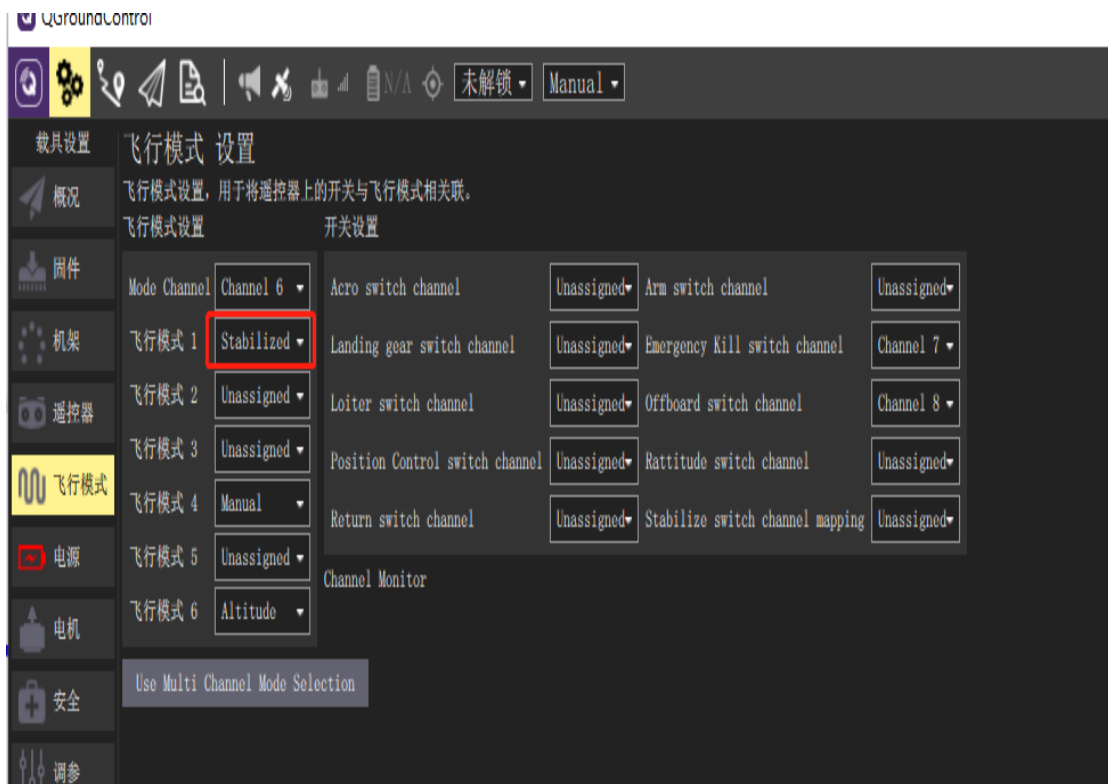 QGroundControl
N/A 未解锁 Manual
载具设置
概况
固件
机架
遥控器
飞行模式
电源
电机
安全
调参
飞行模式 设置
飞行模式设置，用于将遥控器上的开关与飞行模式相关联。
飞行模式设置
Mode Channel Channel 6
飞行模式 1 Stabilized
飞行模式 2 Unassigned
飞行模式 3 Unassigned
飞行模式 4 Manual
飞行模式 5 Unassigned
飞行模式 6 Altitude
Use Multi Channel Mode Selection
开关设置
Acro switch channel Unassigned Arm switch channel Unassigned
Landing gear switch channel Unassigned Emergency Kill switch channel Channel 7
Loiter switch channel Unassigned Offboard switch channel Channel 8
Position Control switch channel Unassigned Rattitude switch channel Unassigned
Return switch channel Unassigned Stabilize switch channel mapping Unassigned
Channel Monitor